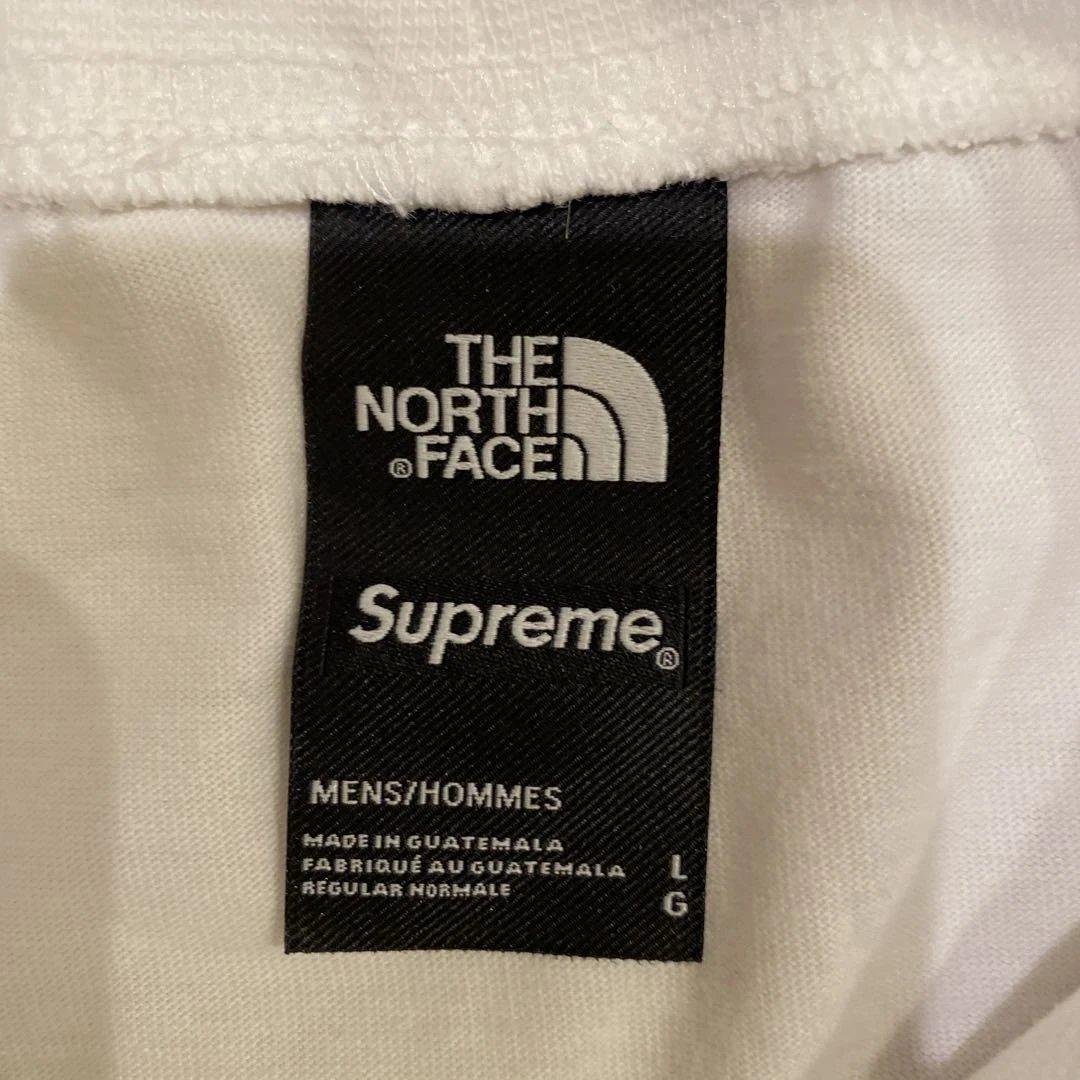 THE
NORTH
®FACE
Supreme®
MENS/HOMMES
MADE IN GUATEMALA
FABRIQUÉ AU GUATEMALA
REGULAR NORMALE
L
G